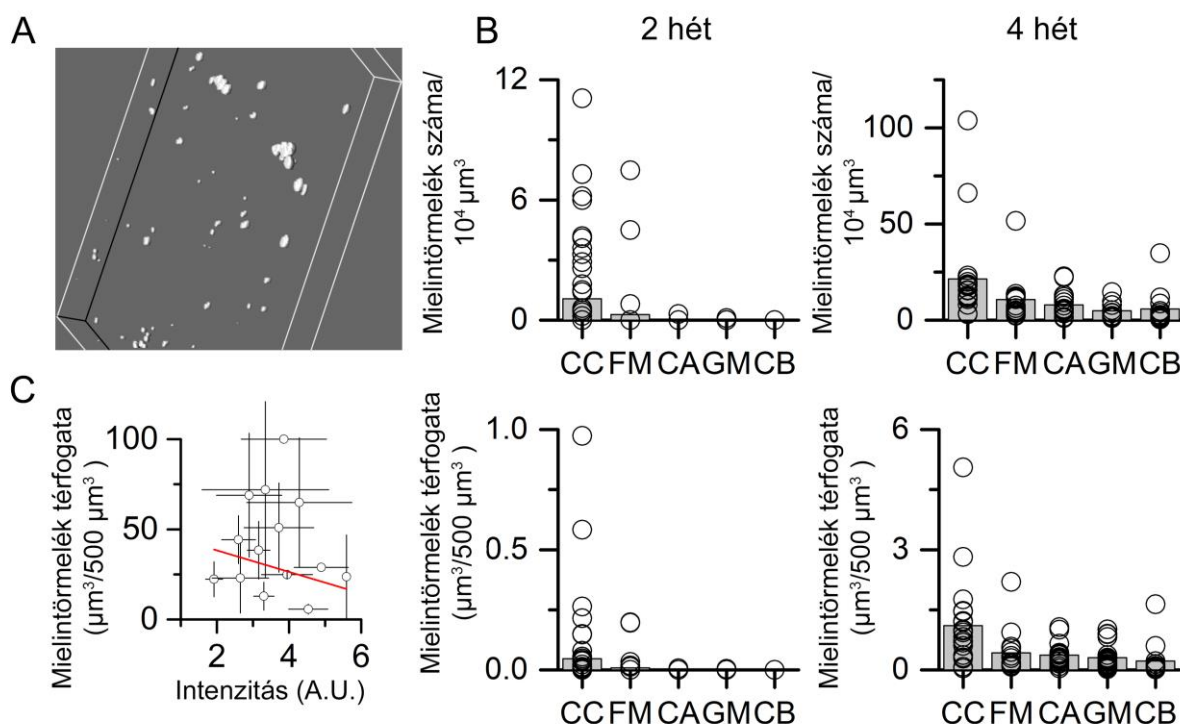 A
B
2 hét
4 hét
Mielintörmelék száma/
10⁴ µm³
12
6
0
CC FM CA GM CB
Mielintörmelék száma/
10⁴ µm³
100
50
0
CC FM CA GM CB
C
Mielintörmelék térfogata
(µm³/500 µm³ )
100
50
0
2 4 6
Intenzitás (A.U.)
Mielintörmelék térfogata
(µm³/500 µm³)
1.0
0.5
0.0
CC FM CA GM CB
Mielintörmelék térfogata
(µm³/500 µm³)
6
3
0
CC FM CA GM CB